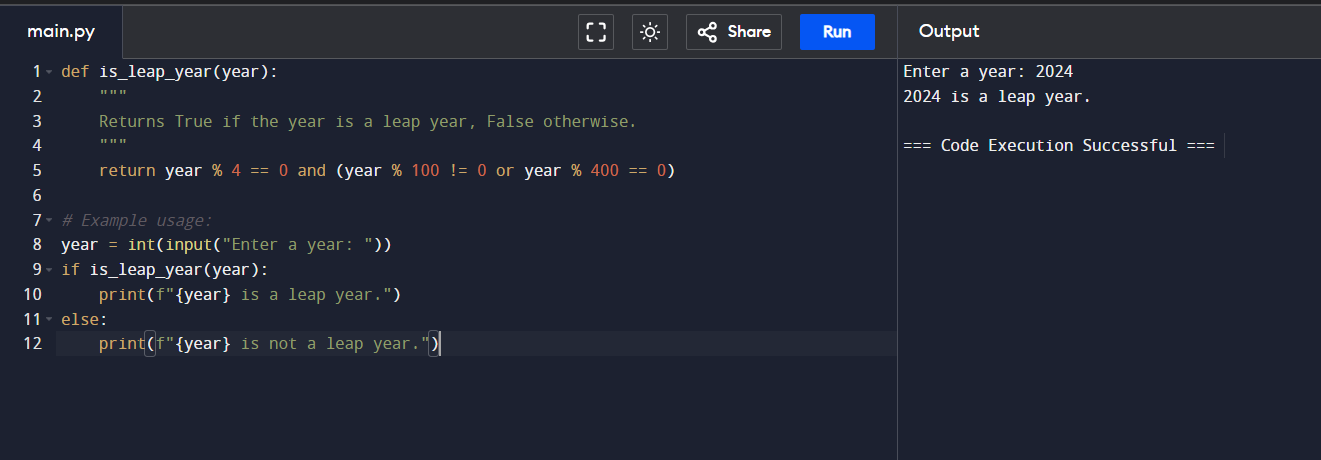 main.py Share Run Output
1 def is_leap_year(year):
2     """
3     Returns True if the year is a leap year, False otherwise.
4     """
5     return year % 4 == 0 and (year % 100 != 0 or year % 400 == 0)
6
7 # Example usage:
8 year = int(input("Enter a year: "))
9 if is_leap_year(year):
10     print(f"{year} is a leap year.")
11 else:
12     print(f"{year} is not a leap year.")
Enter a year: 2024
2024 is a leap year.
=== Code Execution Successful ===